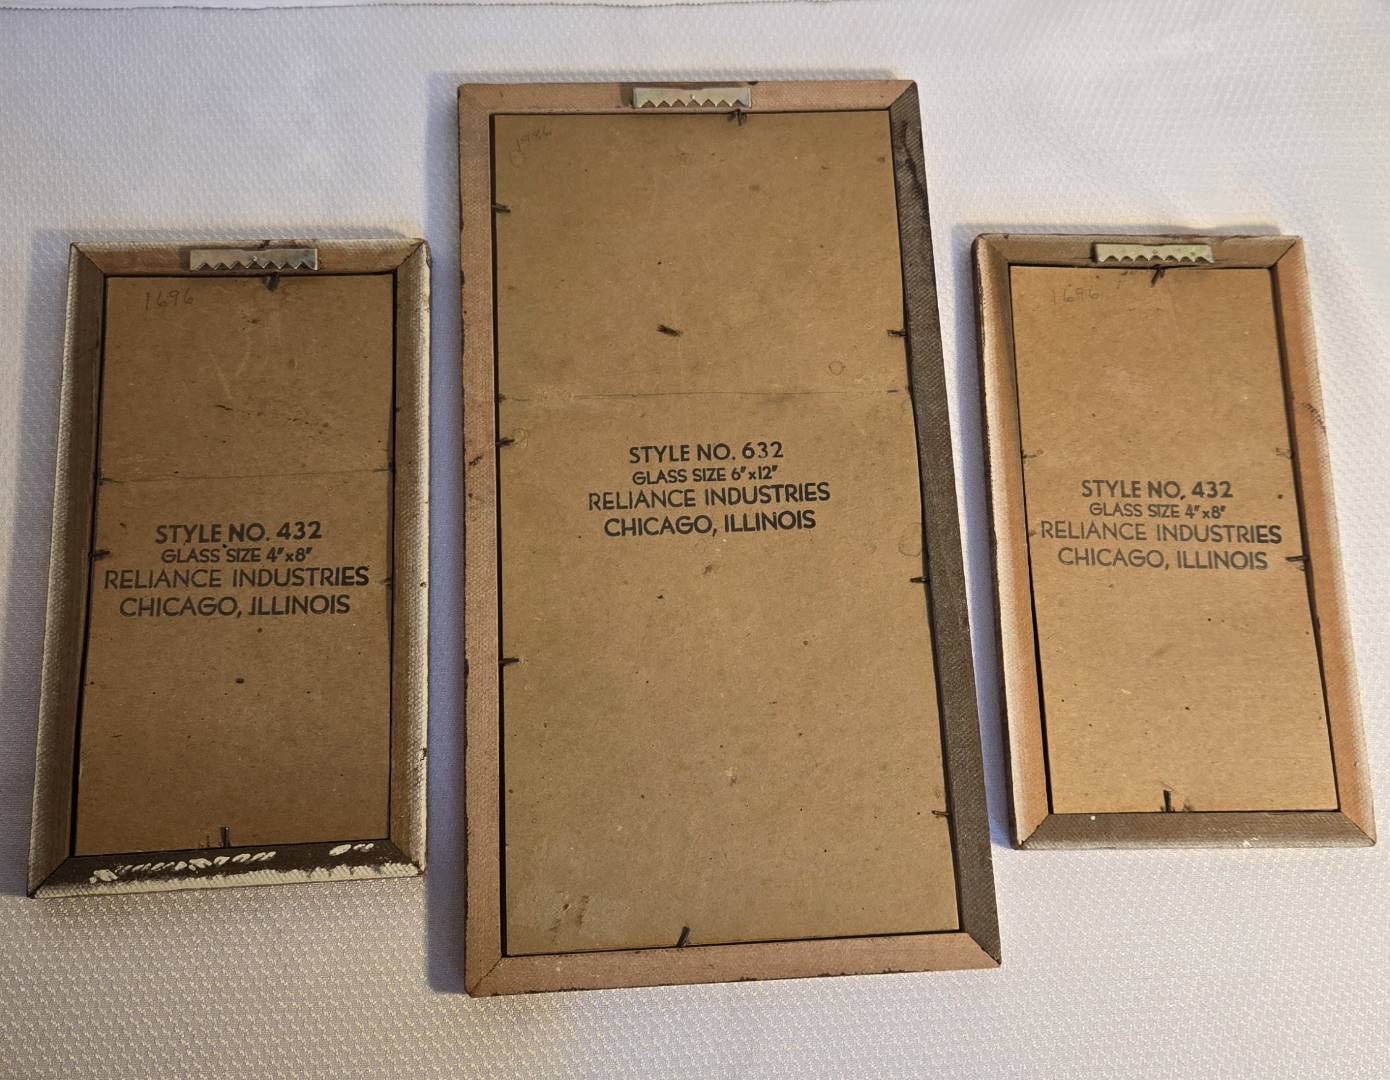 1696
STYLE NO. 432
GLASS SIZE 4"x8"
RELIANCE INDUSTRIES
CHICAGO, ILLINOIS
STYLE NO. 632
GLASS SIZE 6"x12"
RELIANCE INDUSTRIES
CHICAGO, ILLINOIS
1696
STYLE NO. 432
GLASS SIZE 4"x8"
RELIANCE INDUSTRIES
CHICAGO, ILLINOIS